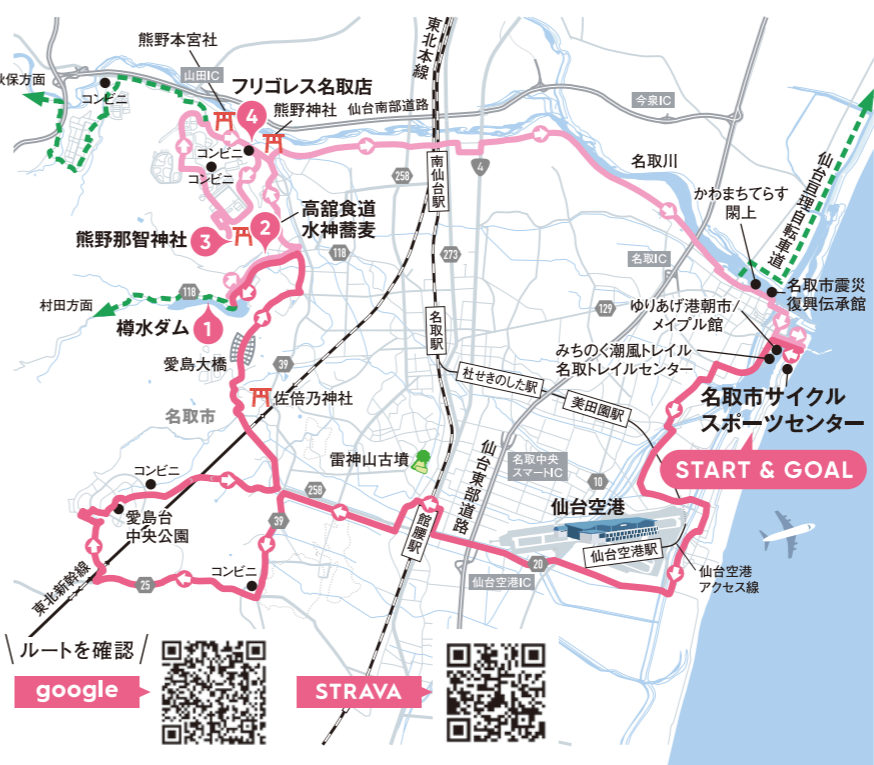 熊野本宮社
山田IC
秋保方面
コンビニ
フリゴレス名取店
4
熊野神社
仙台南部道路
東北本線
今泉IC
コンビニ
コンビニ
南仙台駅
258
4
名取川
仙台亘理自転車道
かわまちてらす
閖上
高舘食道
水神蕎麦
2
熊野那智神社
3
118
273
名取IC
名取市震災
復興伝承館
村田方面
118
樽水ダム
1
129
ゆりあげ港朝市/
メイプル館
名取駅
愛島大橋
39
みちのく潮風トレイル
名取トレイルセンター
杜せきのした駅
美田園駅
佐倍乃神社
名取市
名取市サイクル
スポーツセンター
START & GOAL
雷神山古墳
仙台東部道路
名取中央
スマートIC
10
コンビニ
258
仙台空港
愛島台
中央公園
39
館腰駅
仙台空港駅
20
仙台空港IC
仙台空港
アクセス線
コンビニ
25
東北新幹線
\ ルートを確認 /
google
STRAVA